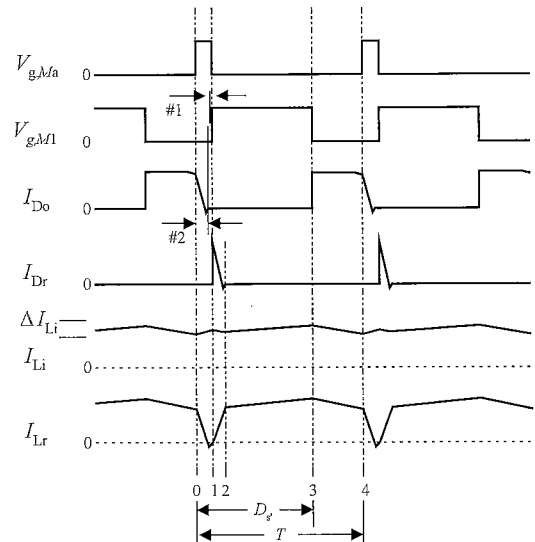 V_g,Ma 0
#1
V_g,M1 0
I_Do 0
#2
I_Dr 0
ΔI_Li
I_Li 0
I_Lr 0
0 1 2 3 4
D_s'
T